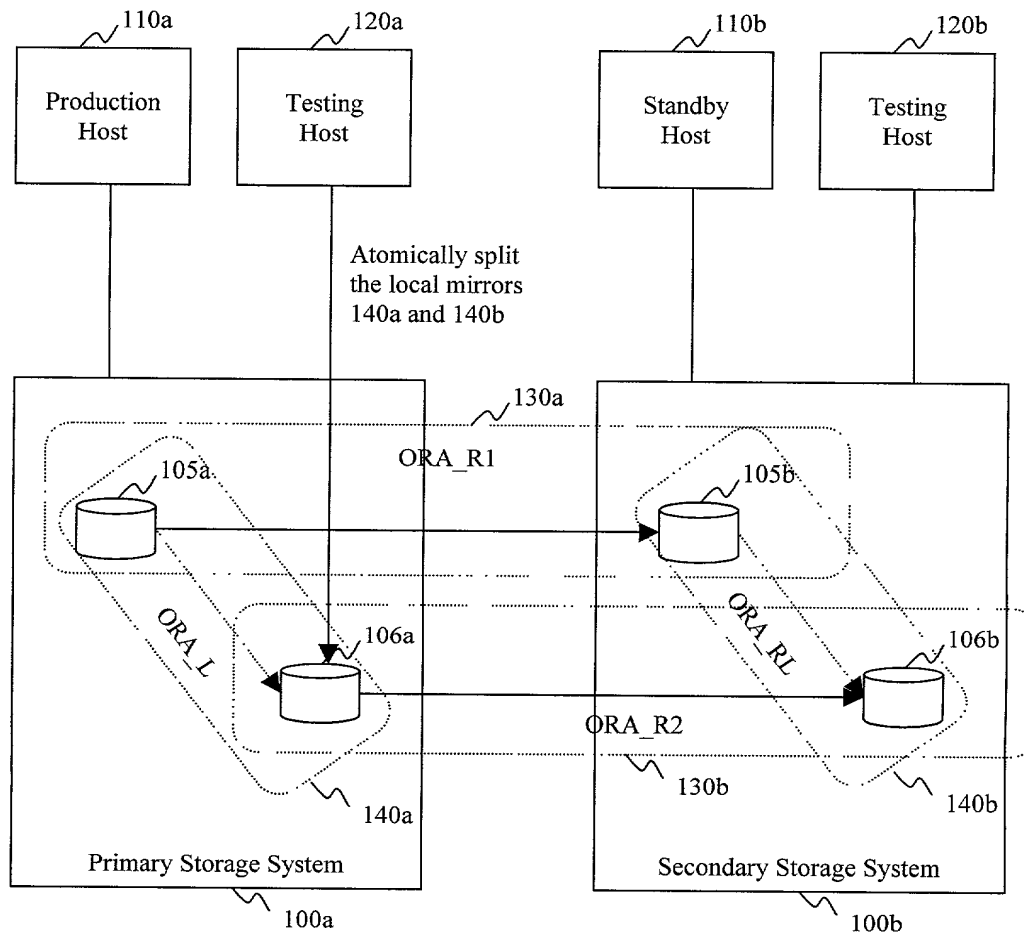 110a
120a
110b
120b
Production
Host
Testing
Host
Standby
Host
Testing
Host
Atomically split
the local mirrors
140a and 140b
130a
ORA_R1
105a
105b
ORA_L
106a
ORA_RL
106b
ORA_R2
130b
140a
140b
Primary Storage System
Secondary Storage System
100a
100b